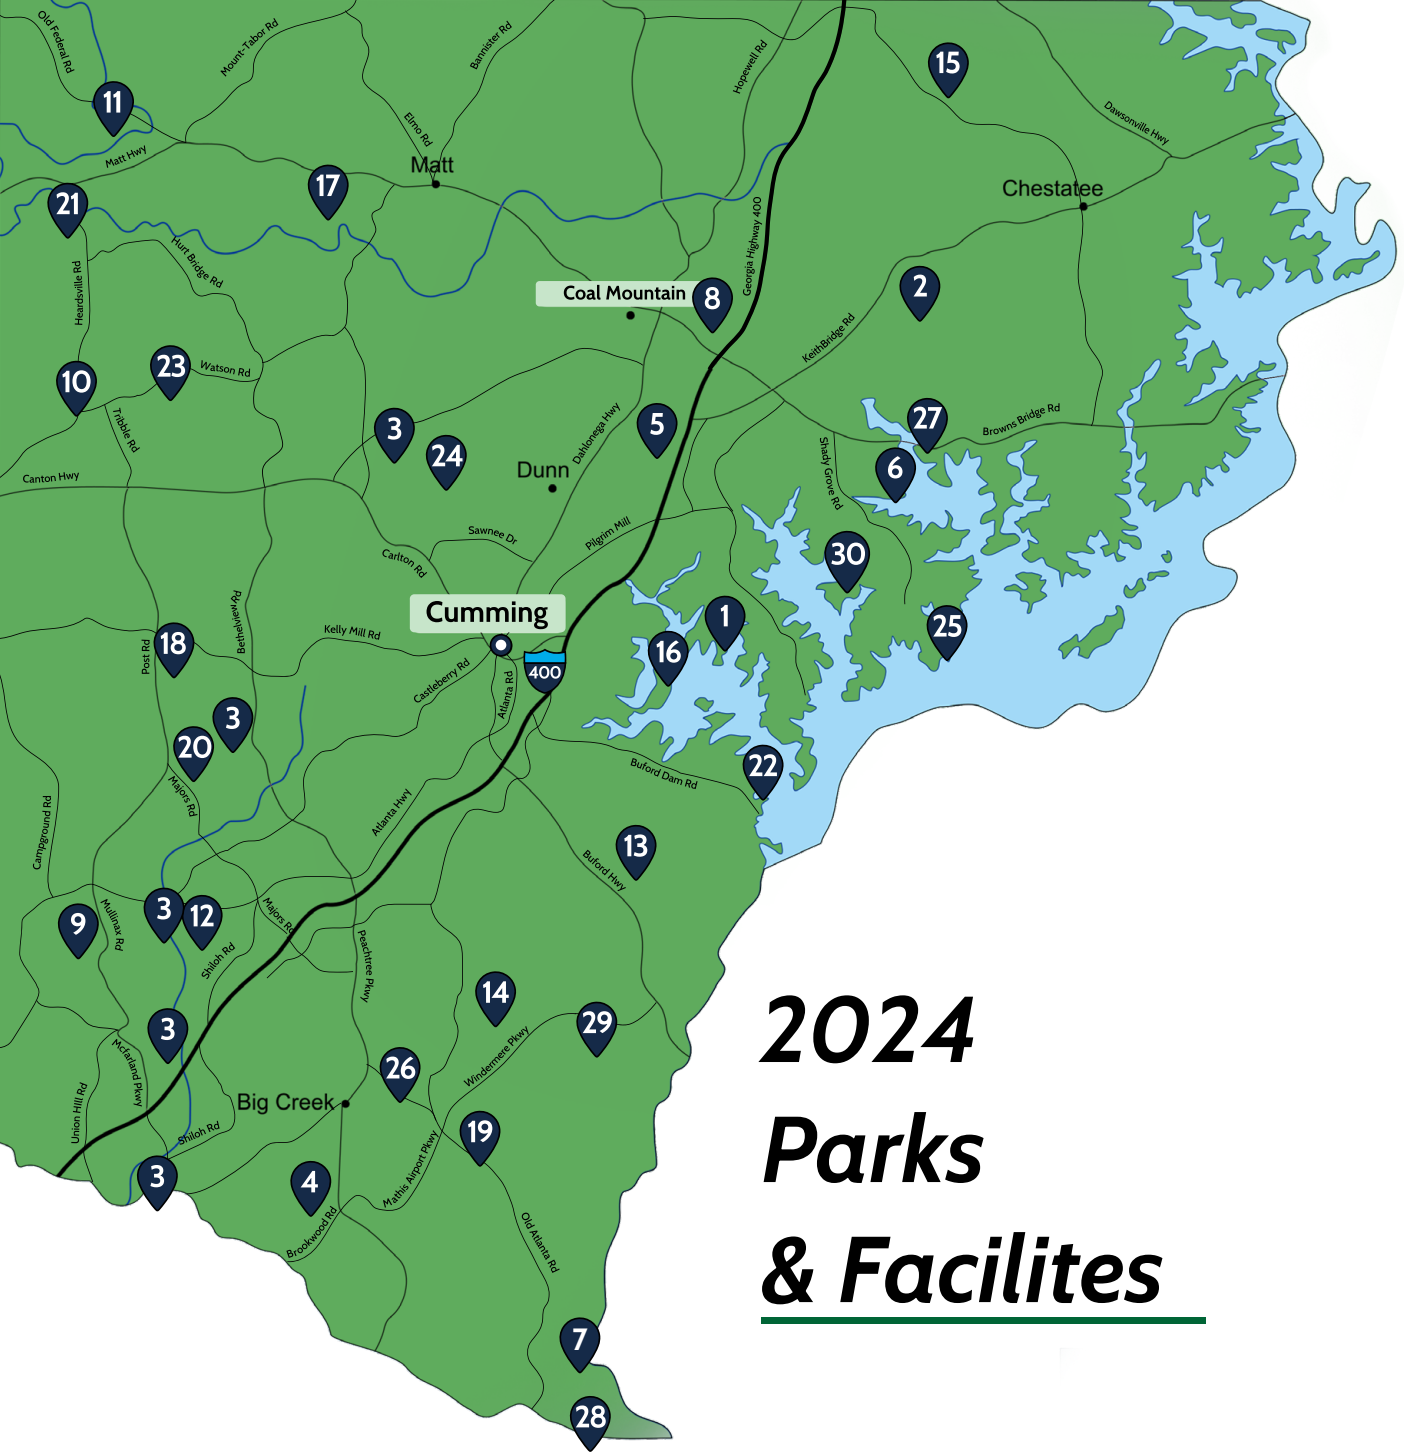 Old Federal Rd
Mount-Tabor Rd
Bannister Rd
Hopewell Rd
15
11
Elmo Rd
Dawsonville Hwy
Matt Hwy
Matt
17
Chestatee
21
Georgia Highway 400
Hurt Bridge Rd
Heardsville Rd
Coal Mountain
8
2
KeithBridge Rd
23
Watson Rd
10
Tribble Rd
3
5
27
Browns Bridge Rd
Dahlonega Hwy
24
Dunn
6
Shady Grove Rd
Canton Hwy
Sawnee Dr
Pilgrim Mill
Carlton Rd
30
Cumming
1
25
Bethelview Rd
Kelly Mill Rd
18
Post Rd
16
400
Castleberry Rd
Atlanta Rd
3
20
22
Buford Dam Rd
Majors Rd
Atlanta Hwy
Campground Rd
13
Buford Hwy
3
12
9
Mullinax Rd
Majors Rd
Shiloh Rd
Peachtree Pkwy
14
29
3
Windermere Pkwy
Mcfarland Pkwy
26
Union Hill Rd
Big Creek
19
Shiloh Rd
Mathis Airport Pkwy
3
4
Brookwood Rd
Old Atlanta Rd
7
28
2024
Parks
& Facilites